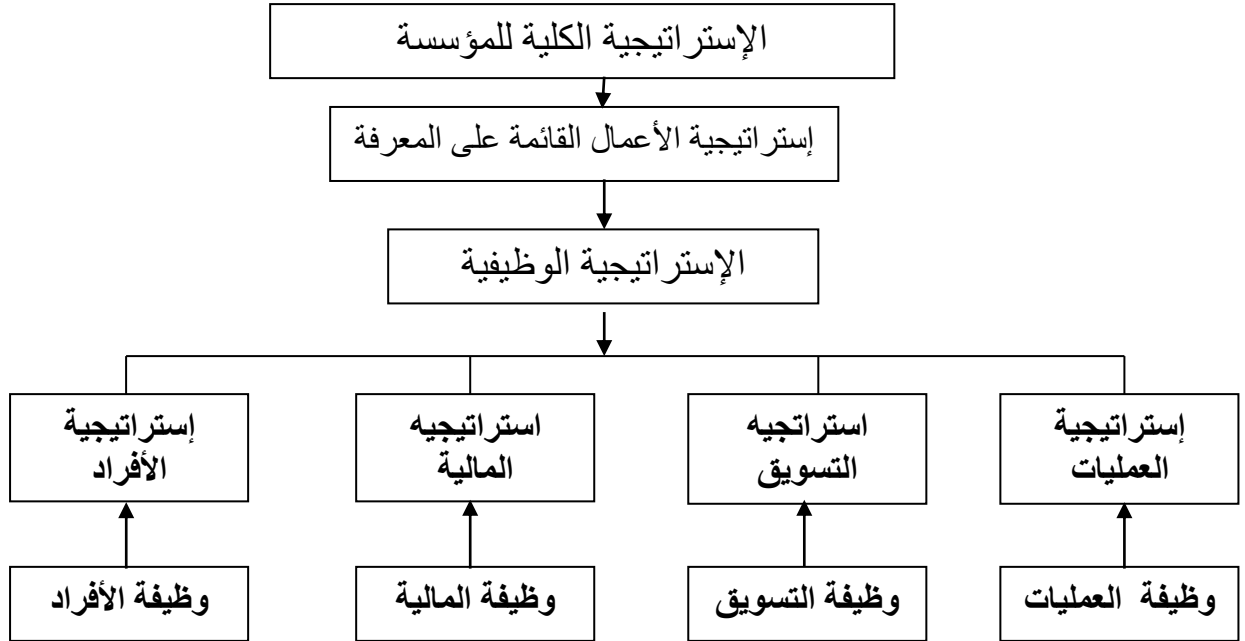 الإستراتيجية الكلية للمؤسسة
إستراتيجية الأعمال القائمة على المعرفة
الإستراتيجية الوظيفية
إستراتيجية
العمليات
استراتجيه
التسويق
استراتيجيه
المالية
إستراتيجية
الأفراد
وظيفة العمليات
وظيفة التسويق
وظيفة المالية
وظيفة الأفراد